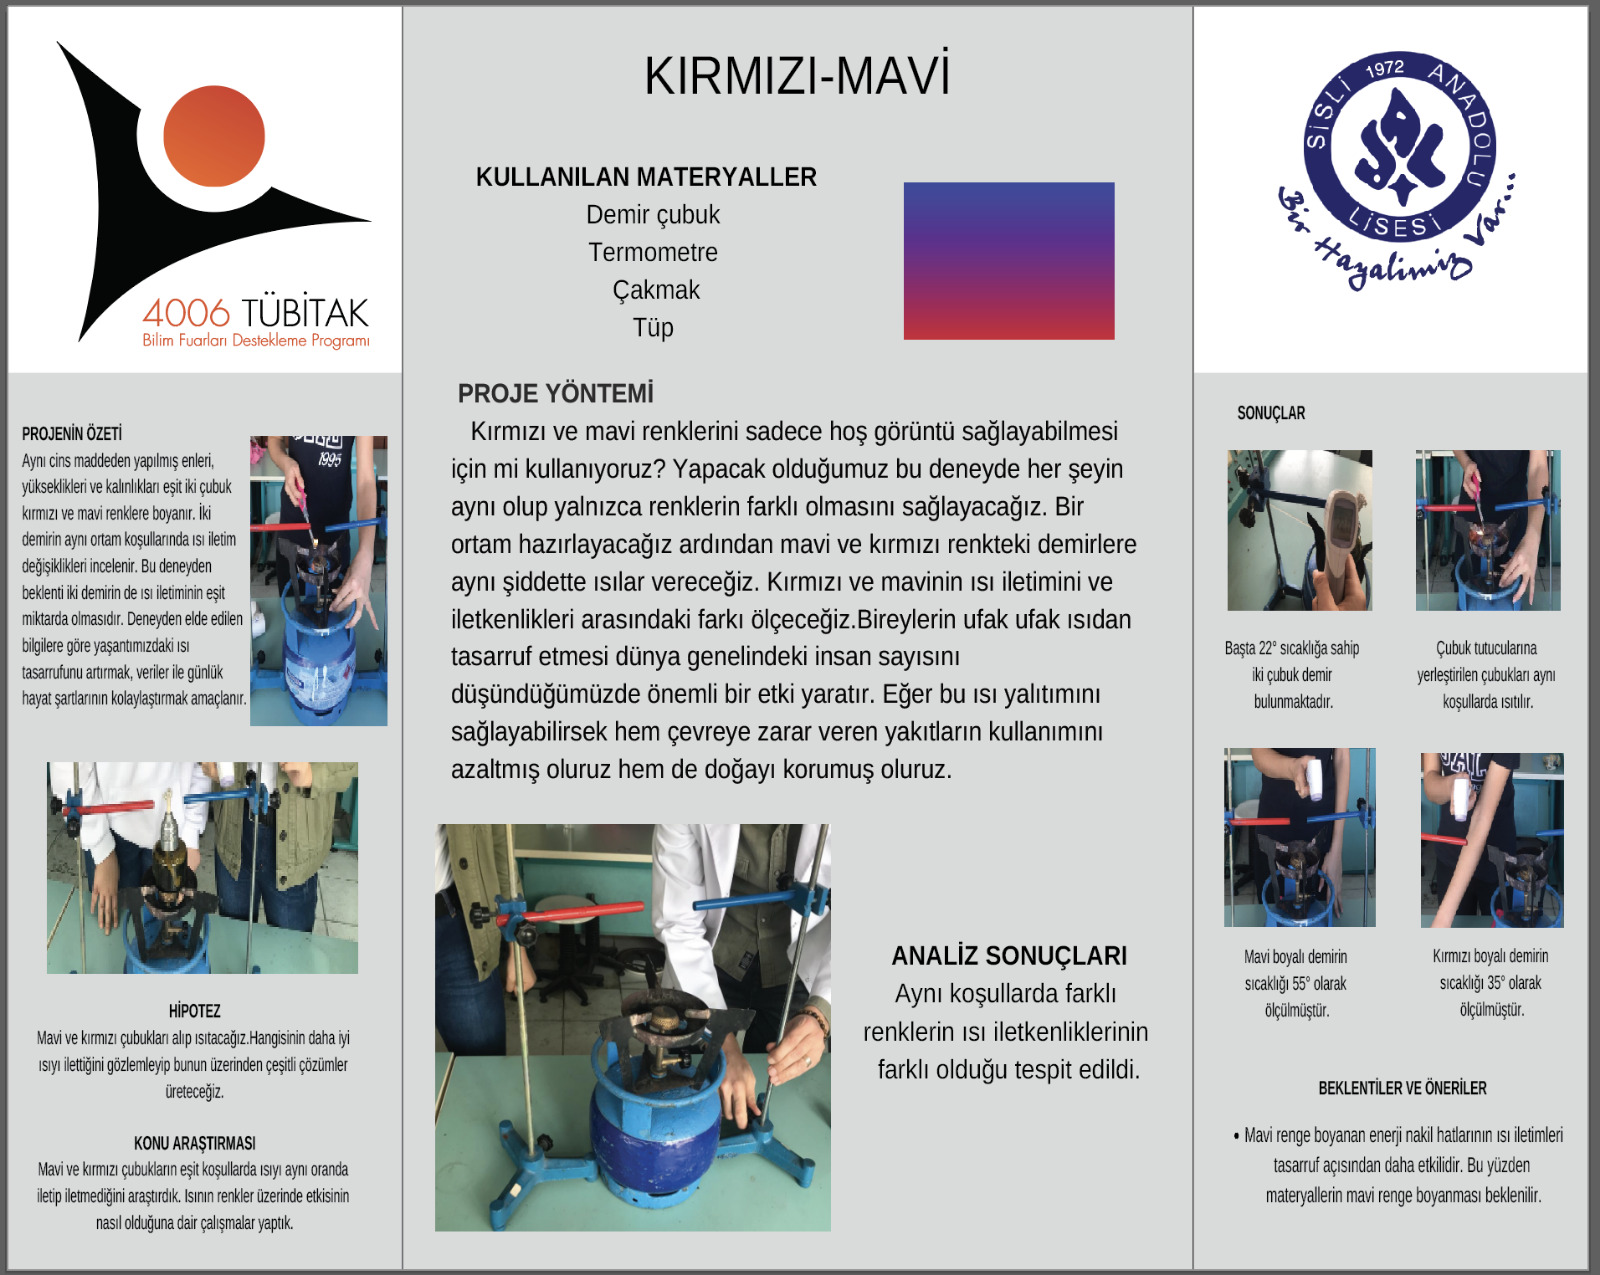 4006 TÜBİTAK
Bilim Fuarları Destekleme Programı
PROJENİN ÖZETİ
Aynı cins maddeden yapılmış enleri,
yükseklikleri ve kalınlıkları eşit iki çubuk
kırmızı ve mavi renklere boyanır. İki
demirin aynı ortam koşullarında ısı iletim
değişiklikleri incelenir. Bu deneyden
beklenti iki demirin de ısı iletiminin eşit
miktarda olmasıdır. Deneyden elde edilen
bilgilere göre yaşantımızdaki ısı
tasarrufunu artırmak, veriler ile günlük
hayat şartlarının kolaylaştırmak amaçlanır.
1995
HİPOTEZ
Mavi ve kırmızı çubukları alıp ısıtacağız.Hangisinin daha iyi
ısıyı ilettiğini gözlemleyip bunun üzerinden çeşitli çözümler
üreteceğiz.
KONU ARAŞTIRMASI
Mavi ve kırmızı çubukların eşit koşullarda ısıyı aynı oranda
iletip iletmediğini araştırdık. Isının renkler üzerinde etkisinin
nasıl olduğuna dair çalışmalar yaptık.
KIRMIZI-MAVİ
KULLANILAN MATERYALLER
Demir çubuk
Termometre
Çakmak
Tüp
PROJE YÖNTEMİ
Kırmızı ve mavi renklerini sadece hoş görüntü sağlayabilmesi
için mi kullanıyoruz? Yapacak olduğumuz bu deneyde her şeyin
aynı olup yalnızca renklerin farklı olmasını sağlayacağız. Bir
ortam hazırlayacağız ardından mavi ve kırmızı renkteki demirlere
aynı şiddette ısılar vereceğiz. Kırmızı ve mavinin ısı iletimini ve
iletkenlikleri arasındaki farkı ölçeceğiz.Bireylerin ufak ufak ısıdan
tasarruf etmesi dünya genelindeki insan sayısını
düşündüğümüzde önemli bir etki yaratır. Eğer bu ısı yalıtımını
sağlayabilirsek hem çevreye zarar veren yakıtların kullanımını
azaltmış oluruz hem de doğayı korumuş oluruz.
ANALİZ SONUÇLARI
Aynı koşullarda farklı
renklerin ısı iletkenliklerinin
farklı olduğu tespit edildi.
ŞİŞLİ 1972 ANADOLU
LİSESİ
Bir Hayalimiz Var...
SONUÇLAR
Başta 22° sıcaklığa sahip
iki çubuk demir
bulunmaktadır.
Çubuk tutucularına
yerleştirilen çubukları aynı
koşullarda ısıtılır.
Mavi boyalı demirin
sıcaklığı 55° olarak
ölçülmüştür.
Kırmızı boyalı demirin
sıcaklığı 35° olarak
ölçülmüştür.
BEKLENTİLER VE ÖNERİLER
• Mavi renge boyanan enerji nakil hatlarının ısı iletimleri
tasarruf açısından daha etkilidir. Bu yüzden
materyallerin mavi renge boyanması beklenilir.